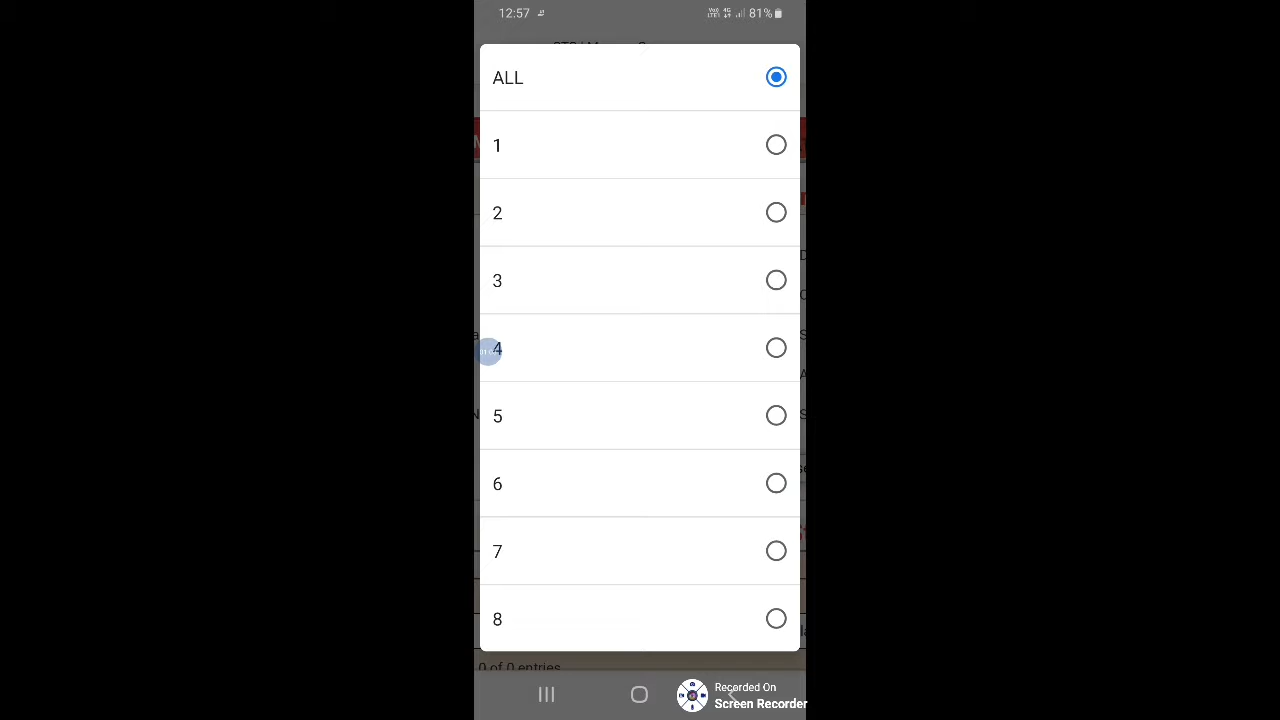 12:57
81%
ALL
1
2
3
4
5
6
7
8
0 of 0 entries
Recorded On
Screen Recorder